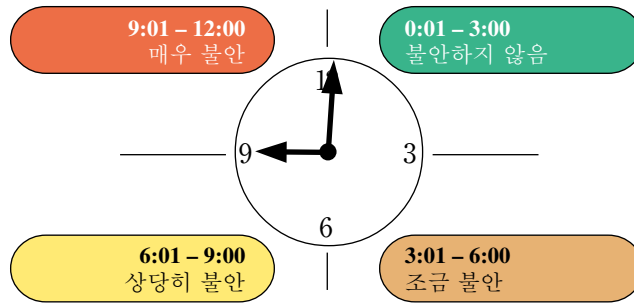 9:01 – 12:00
매우 불안
0:01 – 3:00
불안하지 않음
9
3
6
6:01 – 9:00
상당히 불안
3:01 – 6:00
조금 불안